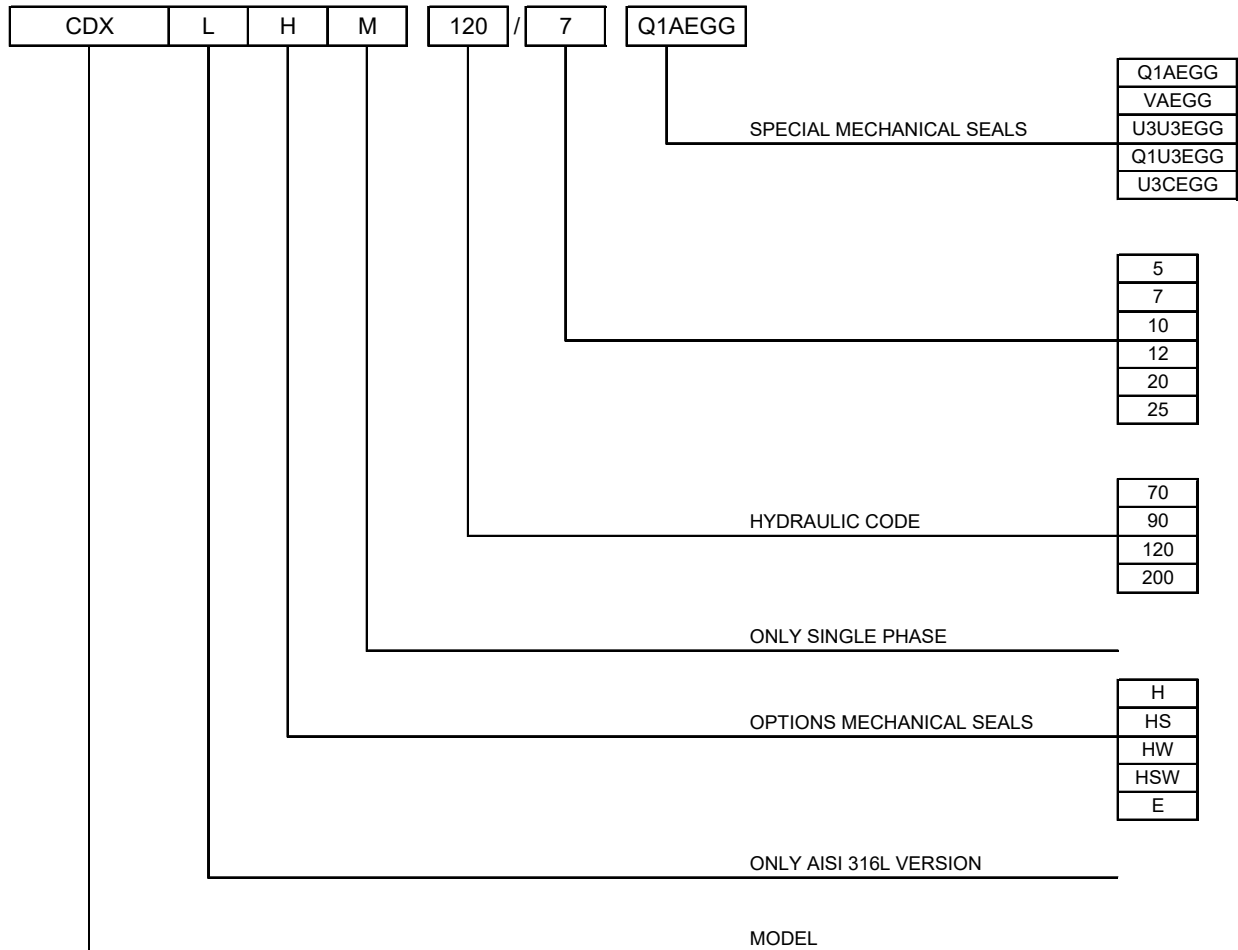 CDX L H M 120 / 7 Q1AEGG
Q1AEGG
VAEGG
SPECIAL MECHANICAL SEALS U3U3EGG
Q1U3EGG
U3CEGG
5
7
10
12
20
25
70
HYDRAULIC CODE 90
120
200
ONLY SINGLE PHASE
H
OPTIONS MECHANICAL SEALS HS
HW
HSW
E
ONLY AISI 316L VERSION
MODEL